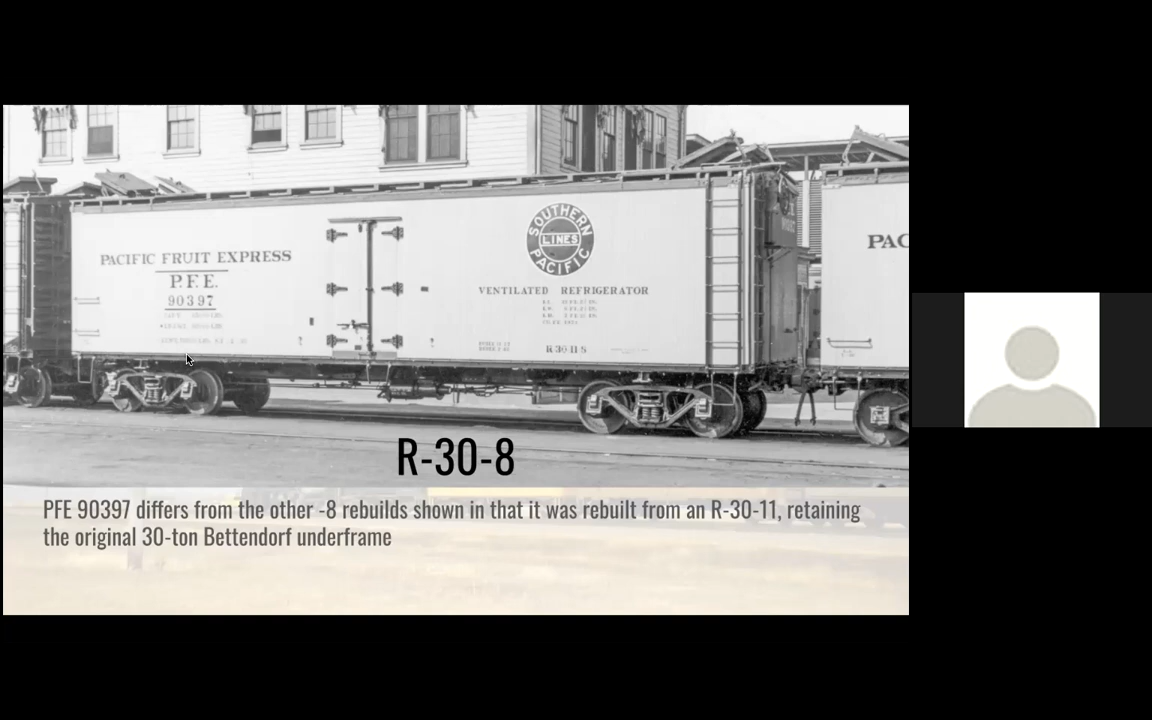 PACIFIC FRUIT EXPRESS
P.F.E.
90397
SOUTHERN
LINES
PACIFIC
VENTILATED REFRIGERATOR
PAC
R-30-8
PFE 90397 differs from the other -8 rebuilds shown in that it was rebuilt from an R-30-11, retaining
the original 30-ton Bettendorf underframe